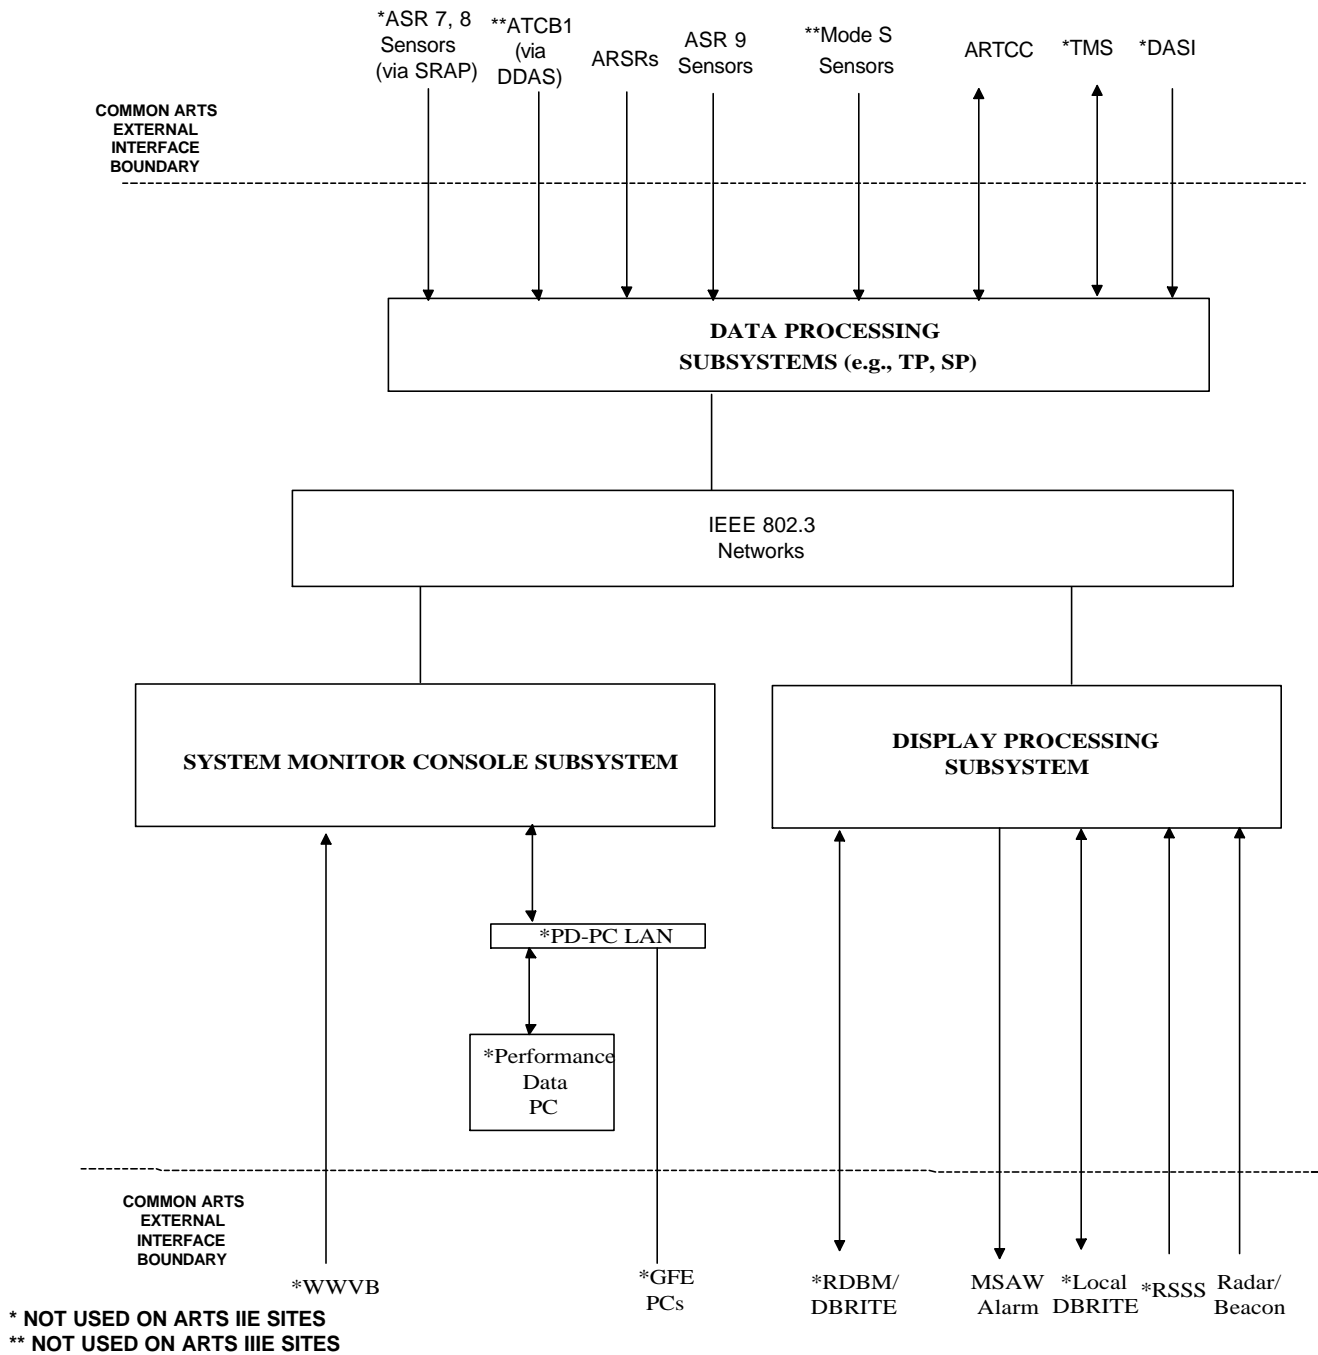 *ASR 7, 8
Sensors
(via SRAP)
**ATCB1
(via
DDAS)
ARSRs
ASR 9
Sensors
**Mode S
Sensors
ARTCC
*TMS
*DASI
COMMON ARTS
EXTERNAL
INTERFACE
BOUNDARY
DATA PROCESSING
SUBSYSTEMS (e.g., TP, SP)
IEEE 802.3
Networks
SYSTEM MONITOR CONSOLE SUBSYSTEM
DISPLAY PROCESSING
SUBSYSTEM
*PD-PC LAN
*Performance
Data
PC
COMMON ARTS
EXTERNAL
INTERFACE
BOUNDARY
*WWVB
*GFE
PCs
*RDBM/
DBRITE
MSAW
Alarm
*Local
DBRITE
*RSSS
Radar/
Beacon
* NOT USED ON ARTS IIE SITES
** NOT USED ON ARTS IIIE SITES